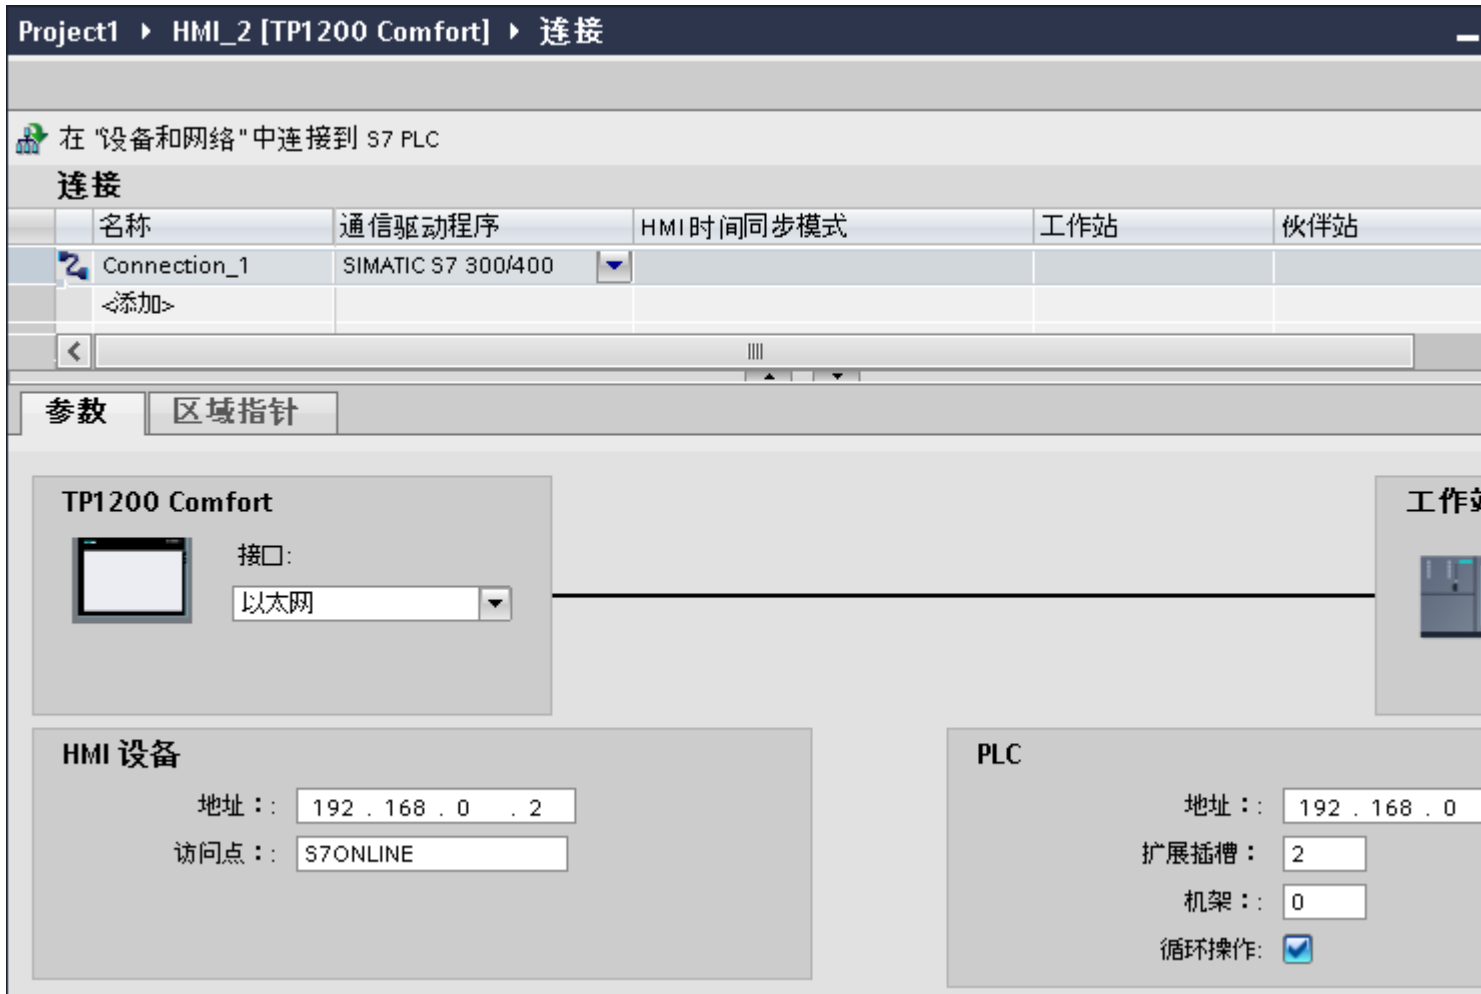 Project1 ▸ HMI_2 [TP1200 Comfort] ▸ 连接
在 "设备和网络" 中连接到 S7 PLC
连接
名称 通信驱动程序 HMI时间同步模式 工作站 伙伴站
Connection_1 SIMATIC S7 300/400
<添加>
参数 区域指针
TP1200 Comfort
工作
接口:
以太网
HMI 设备
PLC
地址：: 192 . 168 . 0 . 2
地址：: 192 . 168 . 0
访问点：: S7ONLINE
扩展插槽： 2
机架：: 0
循环操作: